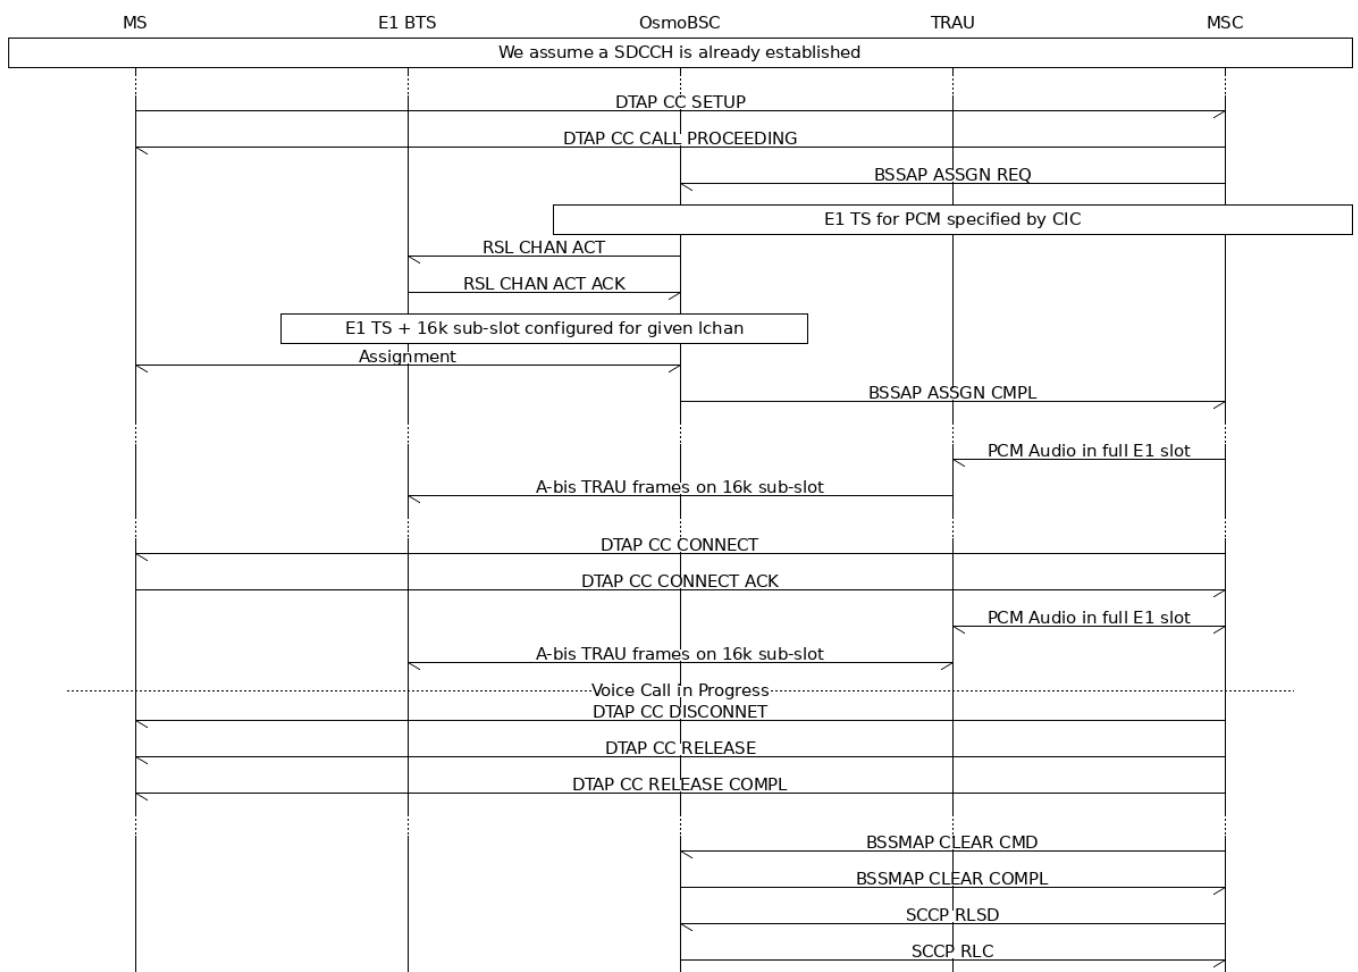 MS E1 BTS OsmoBSC TRAU MSC
We assume a SDCCH is already established
DTAP CC SETUP
DTAP CC CALL PROCEEDING
BSSAP ASSGN REQ
E1 TS for PCM specified by CIC
RSL CHAN ACT
RSL CHAN ACT ACK
E1 TS + 16k sub-slot configured for given lchan
Assignment
BSSAP ASSGN CMPL
PCM Audio in full E1 slot
A-bis TRAU frames on 16k sub-slot
DTAP CC CONNECT
DTAP CC CONNECT ACK
PCM Audio in full E1 slot
A-bis TRAU frames on 16k sub-slot
Voice Call in Progress
DTAP CC DISCONNET
DTAP CC RELEASE
DTAP CC RELEASE COMPL
BSSMAP CLEAR CMD
BSSMAP CLEAR COMPL
SCCP RLSD
SCCP RLC